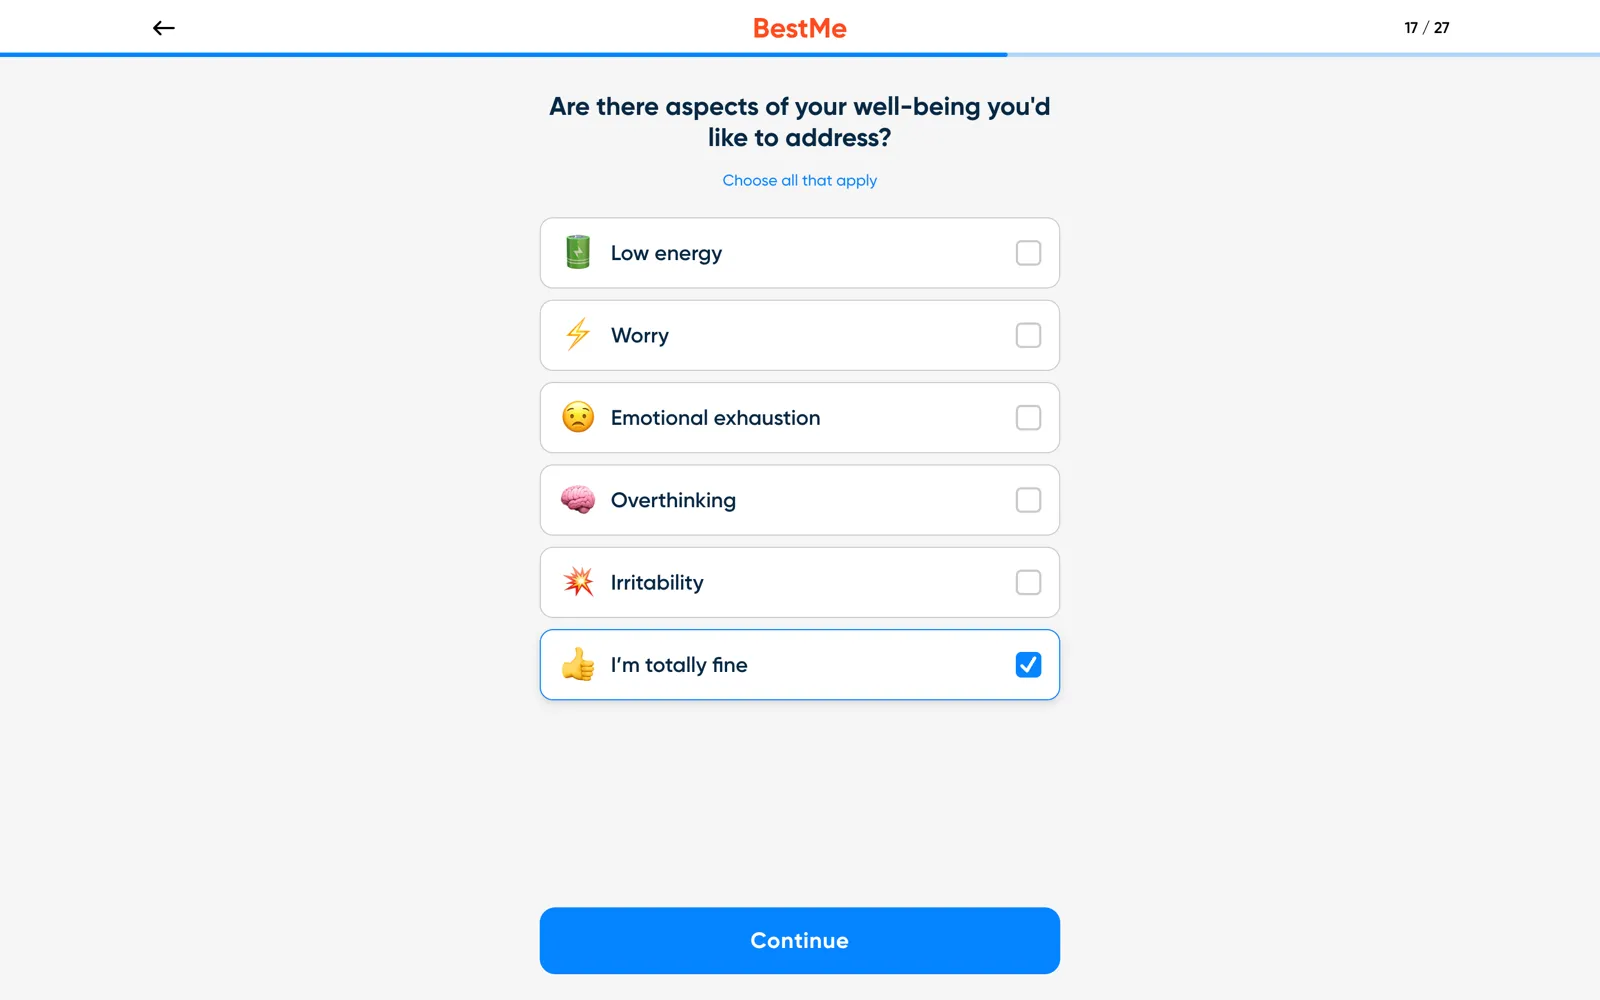 BestMe
17 / 27
Are there aspects of your well-being you'd
like to address?
Choose all that apply
Low energy
Worry
Emotional exhaustion
Overthinking
Irritability
I’m totally fine
Continue